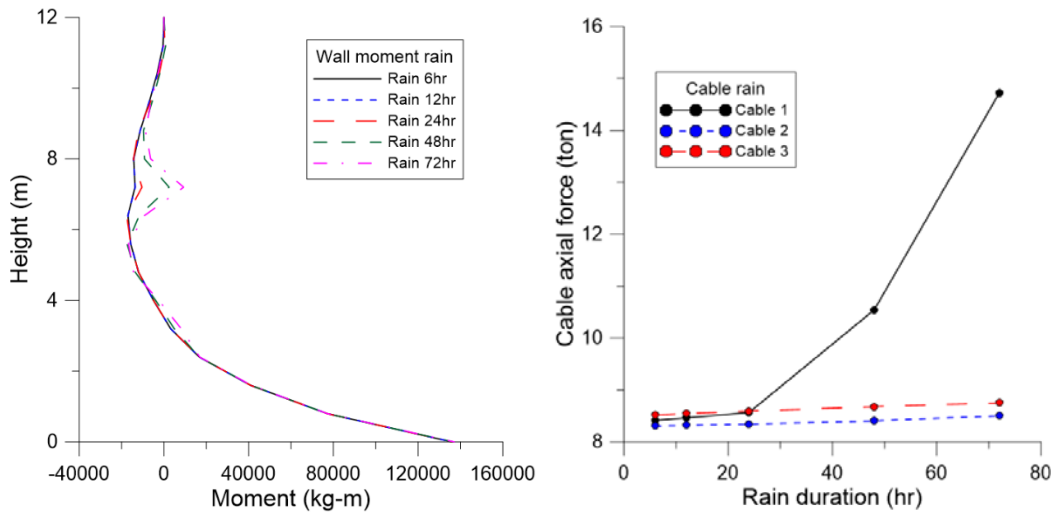 12
8
4
0
Height (m)
-40000 0 40000 80000 120000 160000
Moment (kg-m)
Wall moment rain
Rain 6hr
Rain 12hr
Rain 24hr
Rain 48hr
Rain 72hr
16
14
12
10
8
Cable axial force (ton)
0 20 40 60 80
Rain duration (hr)
Cable rain
Cable 1
Cable 2
Cable 3